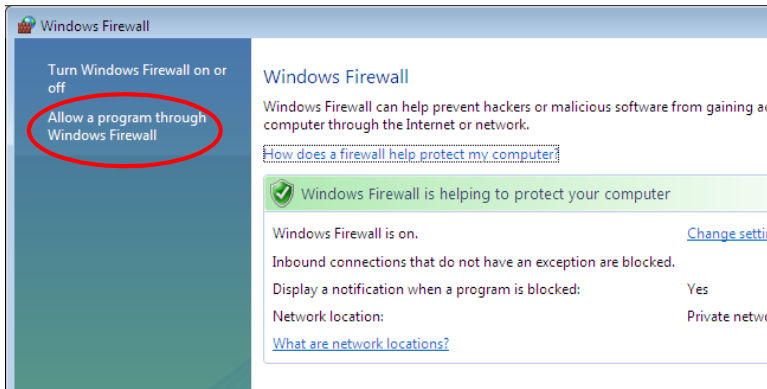 Windows Firewall
Turn Windows Firewall on or
off
Allow a program through
Windows Firewall
Windows Firewall
Windows Firewall can help prevent hackers or malicious software from gaining
computer through the Internet or network.
How does a firewall help protect my computer?
Windows Firewall is helping to protect your computer
Windows Firewall is on. Change
Inbound connections that do not have an exception are blocked.
Display a notification when a program is blocked: Yes
Network location: Private
What are network locations?